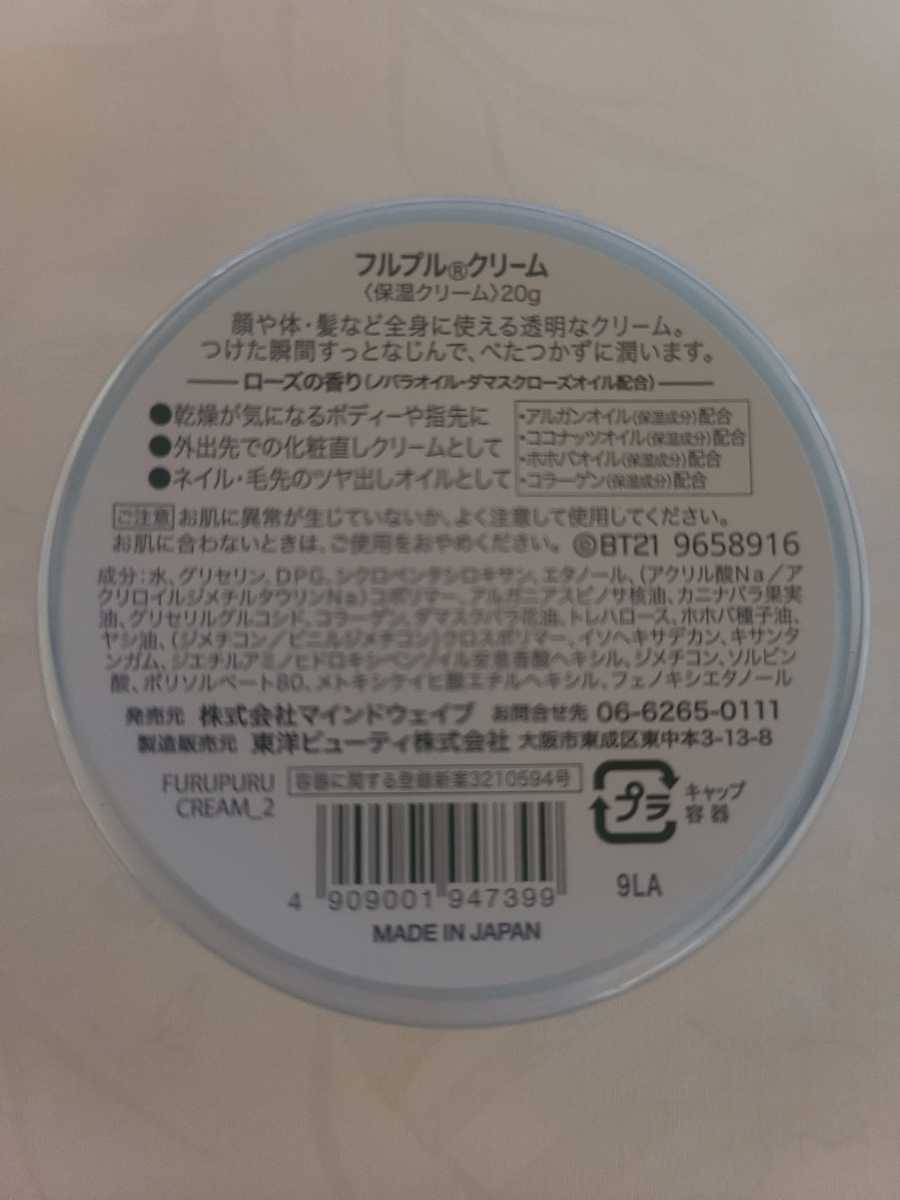 フルプル®クリーム
〈保湿クリーム〉20g
顔や体・髪など全身に使える透明なクリーム。
つけた瞬間すっとなじんで、べたつかずに潤います。
ローズの香り(ノバラオイル・ダマスクローズオイル配合)
●乾燥が気になるボディーや指先に
●外出先での化粧直しクリームとして
●ネイル・毛先のツヤ出しオイルとして
・アルガンオイル(保湿成分)配合
・ココナッツオイル(保湿成分)配合
・ホホバオイル(保湿成分)配合
・コラーゲン(保湿成分)配合
ご注意 お肌に異常が生じていないか、よく注意して使用してください。
お肌に合わないときは、ご使用をおやめください。 ©BT21 9658916
成分:水、グリセリン、DPG、シクロペンタシロキサン、エタノール、(アクリル酸Na/ア
クリロイルジメチルタウリンNa)コポリマー、アルガニアスピノサ核油、カニナバラ果実
油、グリセリルグルコシド、コラーゲン、ダマスクバラ花油、トレハロース、ホホバ種子油、
ヤシ油、(ジメチコン/ビニルジメチコン)クロスポリマー、イソヘキサデカン、キサンタ
ンガム、ジエチルアミノヒドロキシベンゾイル安息香酸ヘキシル、ジメチコン、ソルビタン
酸、ポリソルベート80、メトキシケイヒ酸エチルヘキシル、フェノキシエタノール
発売元 株式会社マインドウェイブ お問合せ先 06-6265-0111
製造販売元 東洋ビューティ株式会社 大阪市東成区東中本3-13-8
FURUPURU
CREAM_2
容器に関する登録新案3210594号
プラ
キャップ
容器
4 909001 947399
9LA
MADE IN JAPAN